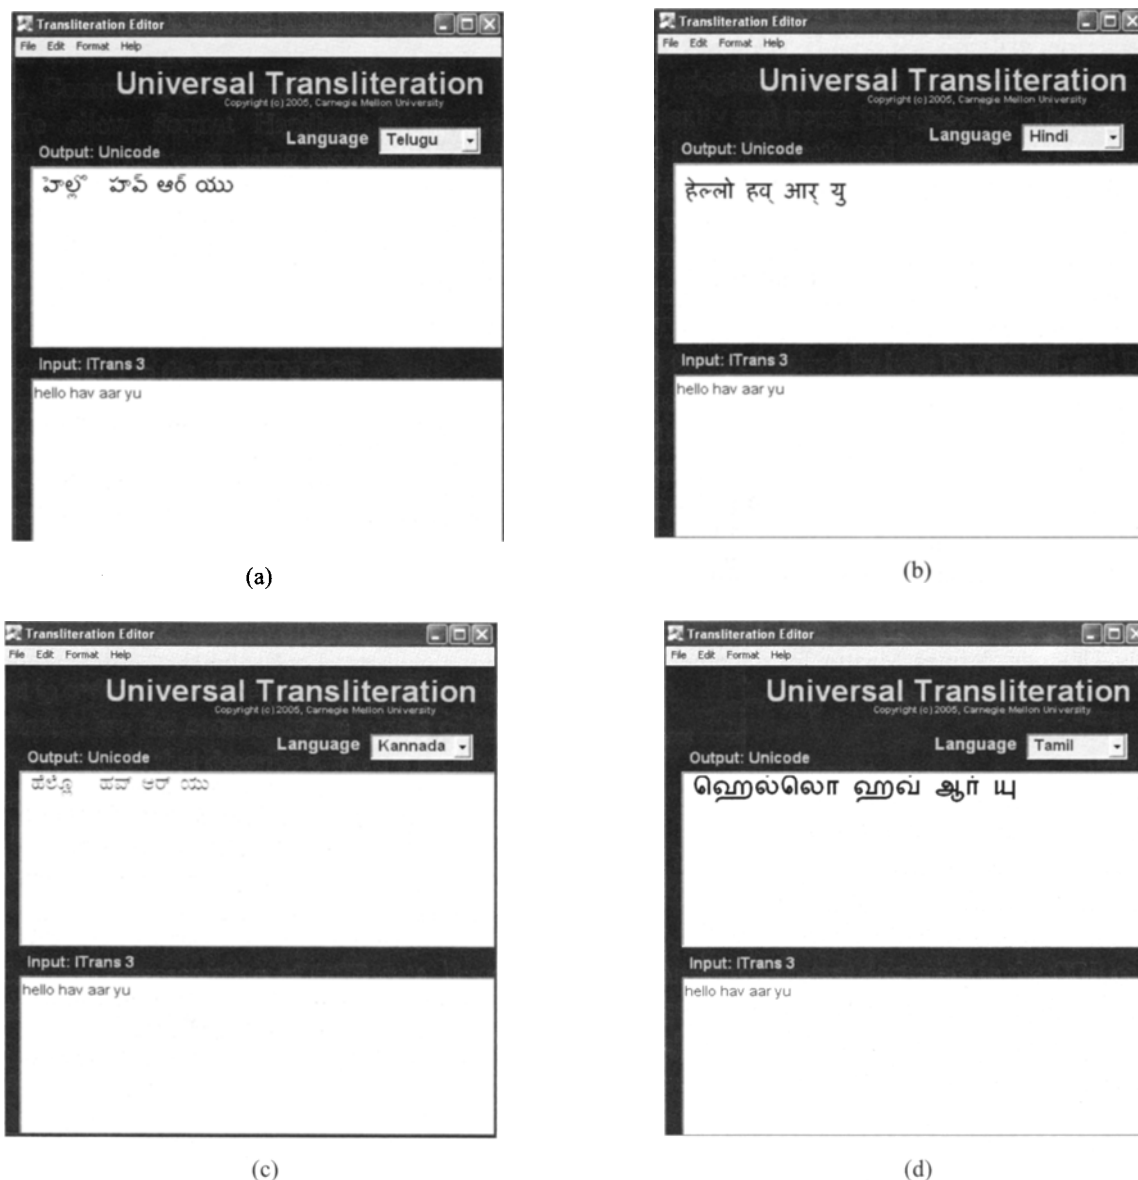 Transliteration Editor
File Edit Format Help
Universal Transliteration
Copyright (c) 2005, Carnegie Mellon University
Language Telugu
Output: Unicode
హెల్లొ హవ్ ఆర్ యు
Input: ITrans 3
hello hav aar yu
(a)
Transliteration Editor
File Edit Format Help
Universal Transliteration
Copyright (c) 2005, Carnegie Mellon University
Language Hindi
Output: Unicode
हेल्लो हव् आर् यु
Input: ITrans 3
hello hav aar yu
(b)
Transliteration Editor
File Edit Format Help
Universal Transliteration
Copyright (c) 2005, Carnegie Mellon University
Language Kannada
Output: Unicode
ಹೆಲ್ಲೊ ಹವ್ ಆರ್ ಯು
Input: ITrans 3
hello hav aar yu
(c)
Transliteration Editor
File Edit Format Help
Universal Transliteration
Copyright (c) 2005, Carnegie Mellon University
Language Tamil
Output: Unicode
ஹெல்லொ ஹவ் ஆர் யு
Input: ITrans 3
hello hav aar yu
(d)